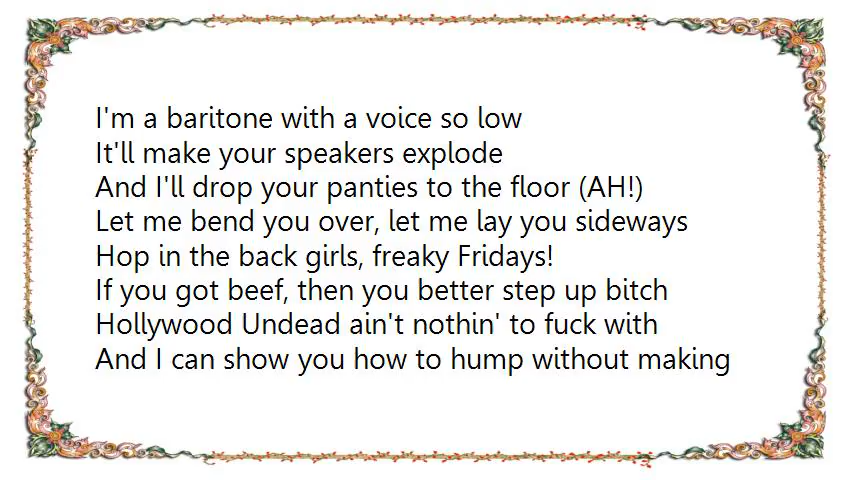 I'm a baritone with a voice so low
It'll make your speakers explode
And I'll drop your panties to the floor (AH!)
Let me bend you over, let me lay you sideways
Hop in the back girls, freaky Fridays!
If you got beef, then you better step up bitch
Hollywood Undead ain't nothin' to fuck with
And I can show you how to hump without making